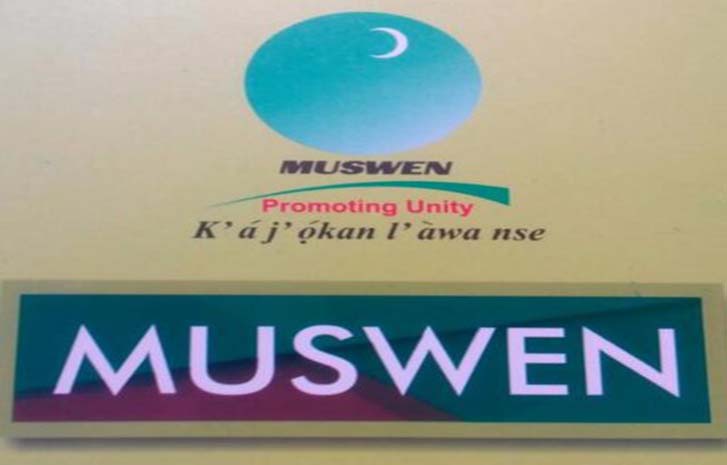 MUSWEN
Promoting Unity
K' á j' ọ́kan l' àwa nse
MUSWEN